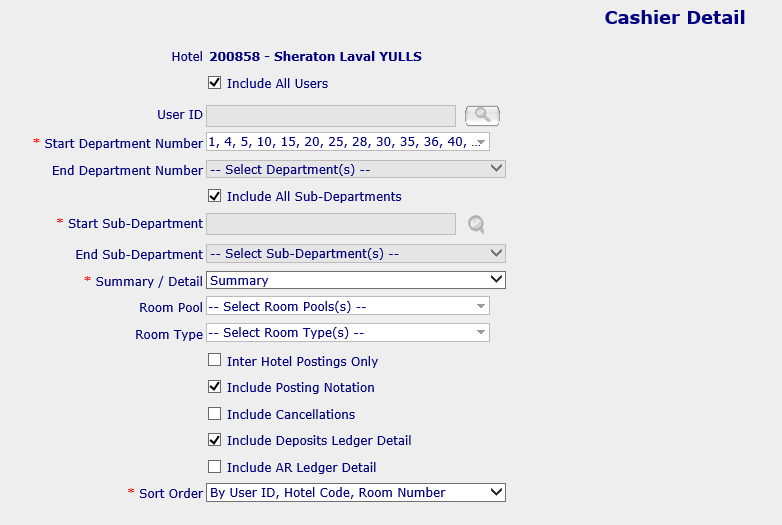 Cashier Detail
Hotel 200858 - Sheraton Laval YULLS
Include All Users
User ID
* Start Department Number 1, 4, 5, 10, 15, 20, 25, 28, 30, 35, 36, 40, ...
End Department Number -- Select Department(s) --
Include All Sub-Departments
* Start Sub-Department
End Sub-Department -- Select Sub-Department(s) --
* Summary / Detail Summary
Room Pool -- Select Room Pools(s) --
Room Type -- Select Room Type(s) --
Inter Hotel Postings Only
Include Posting Notation
Include Cancellations
Include Deposits Ledger Detail
Include AR Ledger Detail
* Sort Order By User ID, Hotel Code, Room Number